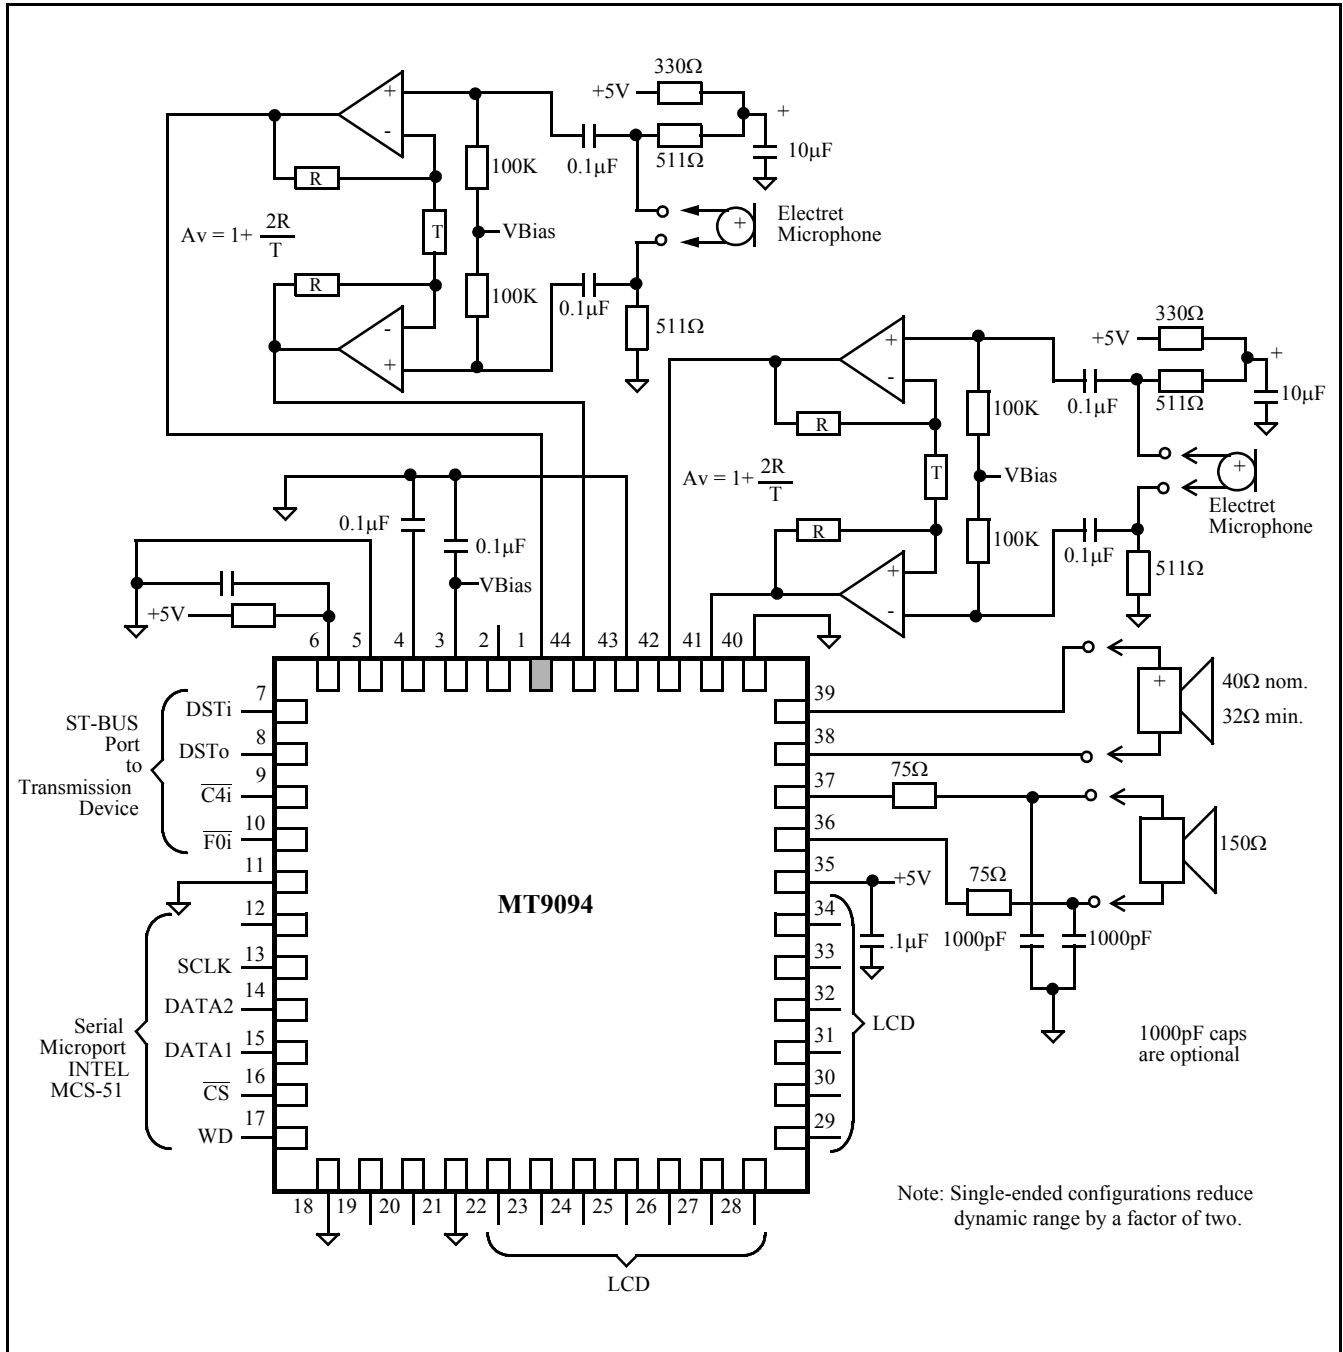 330Ω
+5V
+
511Ω
10µF
0.1µF
100K
+
-
R
T
Av = 1+ 2R
T
VBias
+
Electret
Microphone
R
100K
0.1µF
-
+
511Ω
330Ω
+5V
+
511Ω
10µF
0.1µF
100K
+
-
R
T
Av = 1+ 2R
T
VBias
+
Electret
Microphone
R
100K
0.1µF
+
-
511Ω
0.1µF
0.1µF
VBias
+5V
6 5 4 3 2 1 44 43 42 41 40
7
DSTi
8
DSTo
9
C4i
10
F0i
11
ST-BUS
Port
to
Transmission
Device
12
13
SCLK
14
DATA2
15
DATA1
16
CS
17
WD
Serial
Microport
INTEL
MCS-51
MT9094
39
38
37
36
35
34
33
32
31
30
29
+
40Ω nom.
32Ω min.
75Ω
75Ω
150Ω
+5V
.1µF
1000pF
1000pF
LCD
1000pF caps
are optional
18 19 20 21 22 23 24 25 26 27 28
LCD
Note: Single-ended configurations reduce
dynamic range by a factor of two.